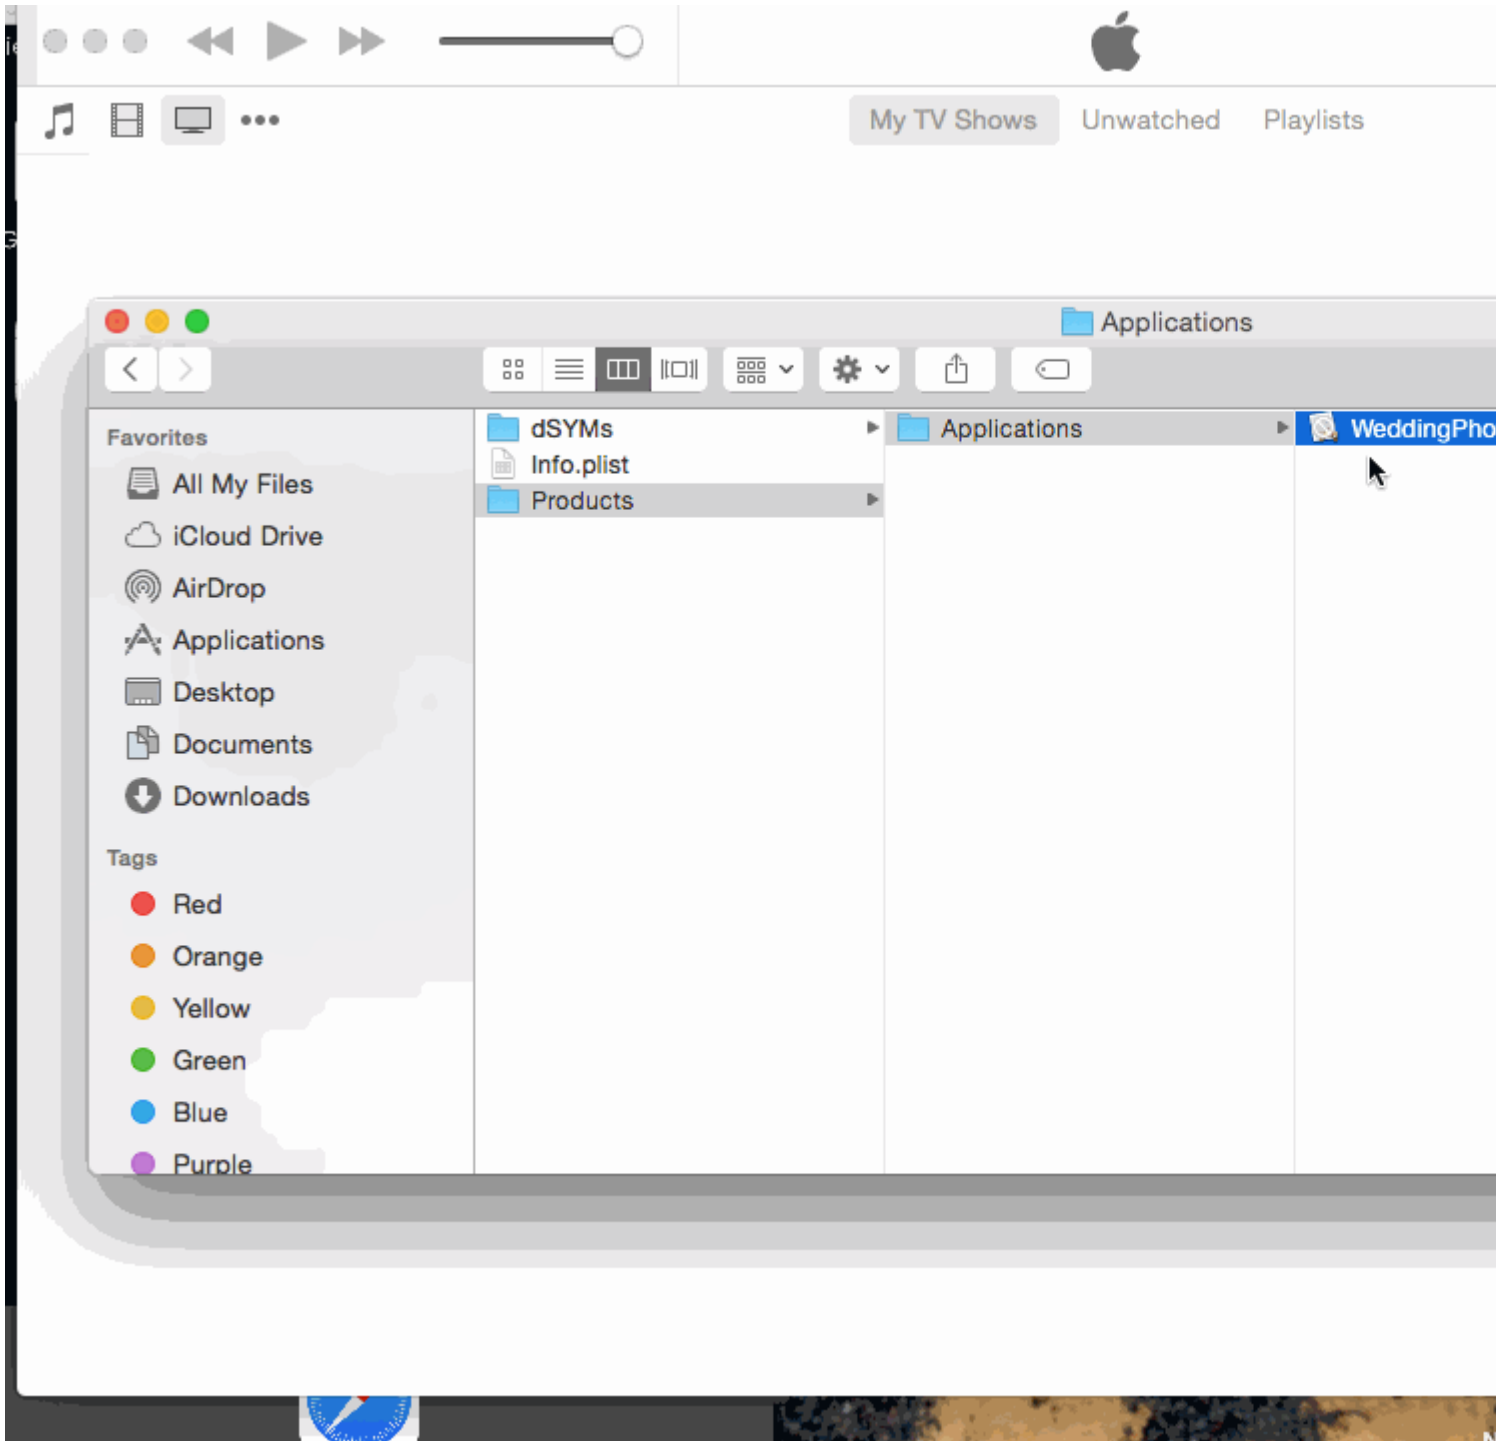 My TV Shows Unwatched Playlists
Applications
Favorites
All My Files
iCloud Drive
AirDrop
Applications
Desktop
Documents
Downloads
Tags
Red
Orange
Yellow
Green
Blue
Purple
dSYMs
Info.plist
Products
Applications
WeddingPho